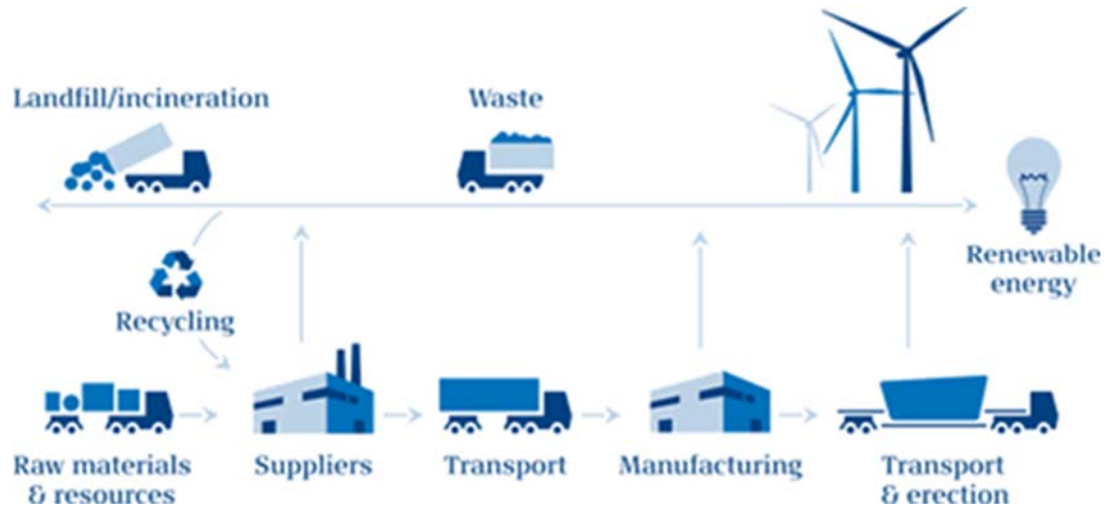 Landfill/incineration
Waste
Renewable
energy
Recycling
Raw materials
& resources
Suppliers
Transport
Manufacturing
Transport
& erection